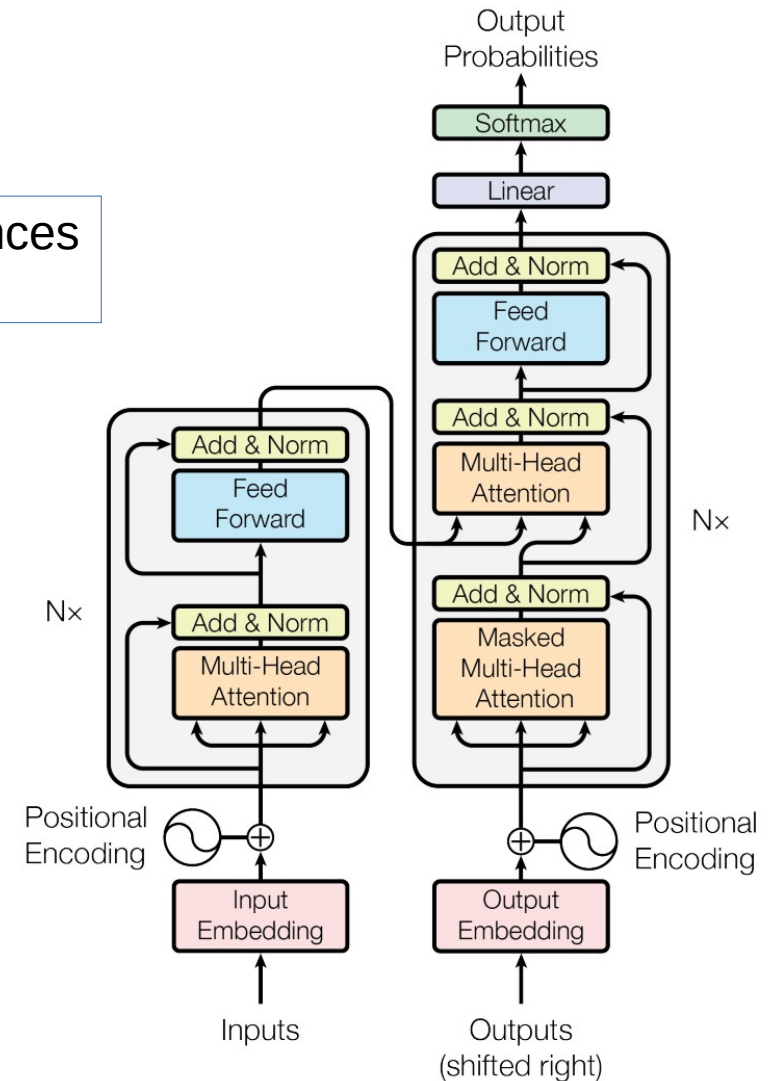 Output
Probabilities
Softmax
Linear
Add & Norm
Feed
Forward
Add & Norm
Multi-Head
Attention
Add & Norm
Masked
Multi-Head
Attention
Nx
Add & Norm
Feed
Forward
Add & Norm
Multi-Head
Attention
Nx
Positional
Encoding
Positional
Encoding
Input
Embedding
Output
Embedding
Inputs
Outputs
(shifted right)